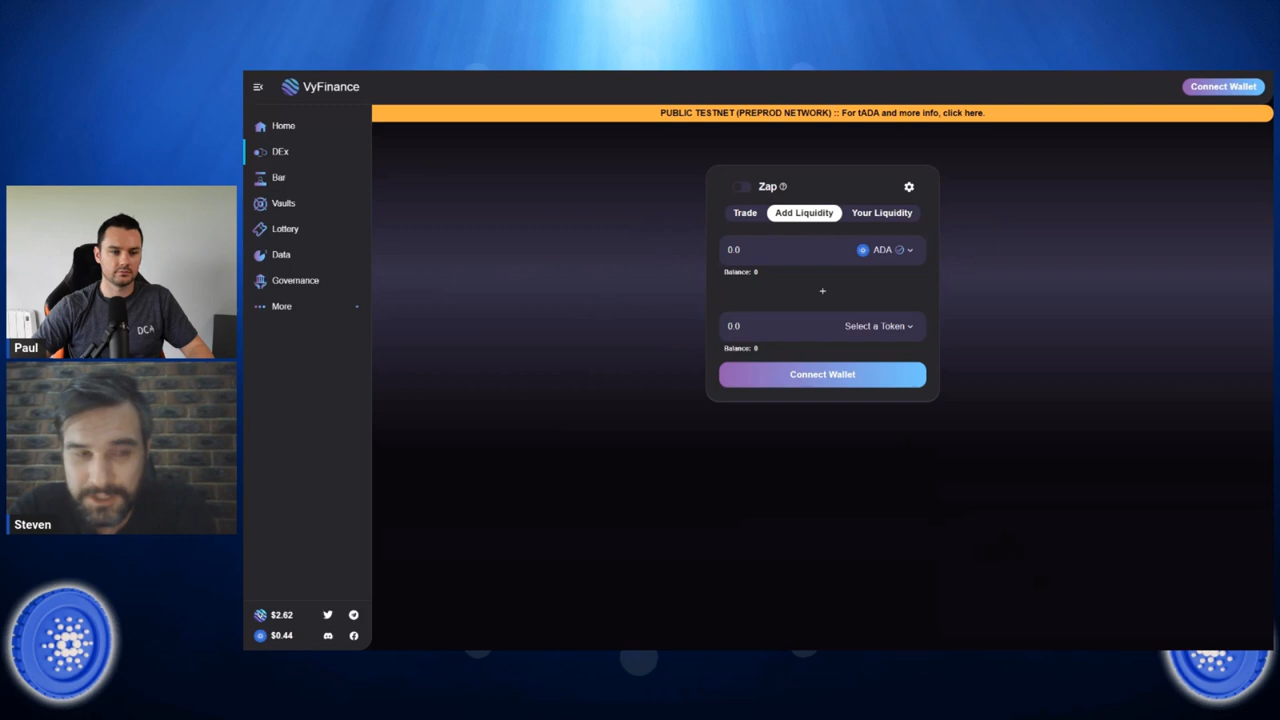 VyFinance
Connect Wallet
PUBLIC TESTNET (PREPROD NETWORK) :: For tADA and more info, click here.
Home
DEx
Bar
Vaults
Lottery
Data
Governance
More
Zap
Trade
Add Liquidity
Your Liquidity
0.0
ADA
Balance: 0
+
0.0
Select a Token
Balance: 0
Connect Wallet
$2.62
$0.44
DCA
Paul
Steven